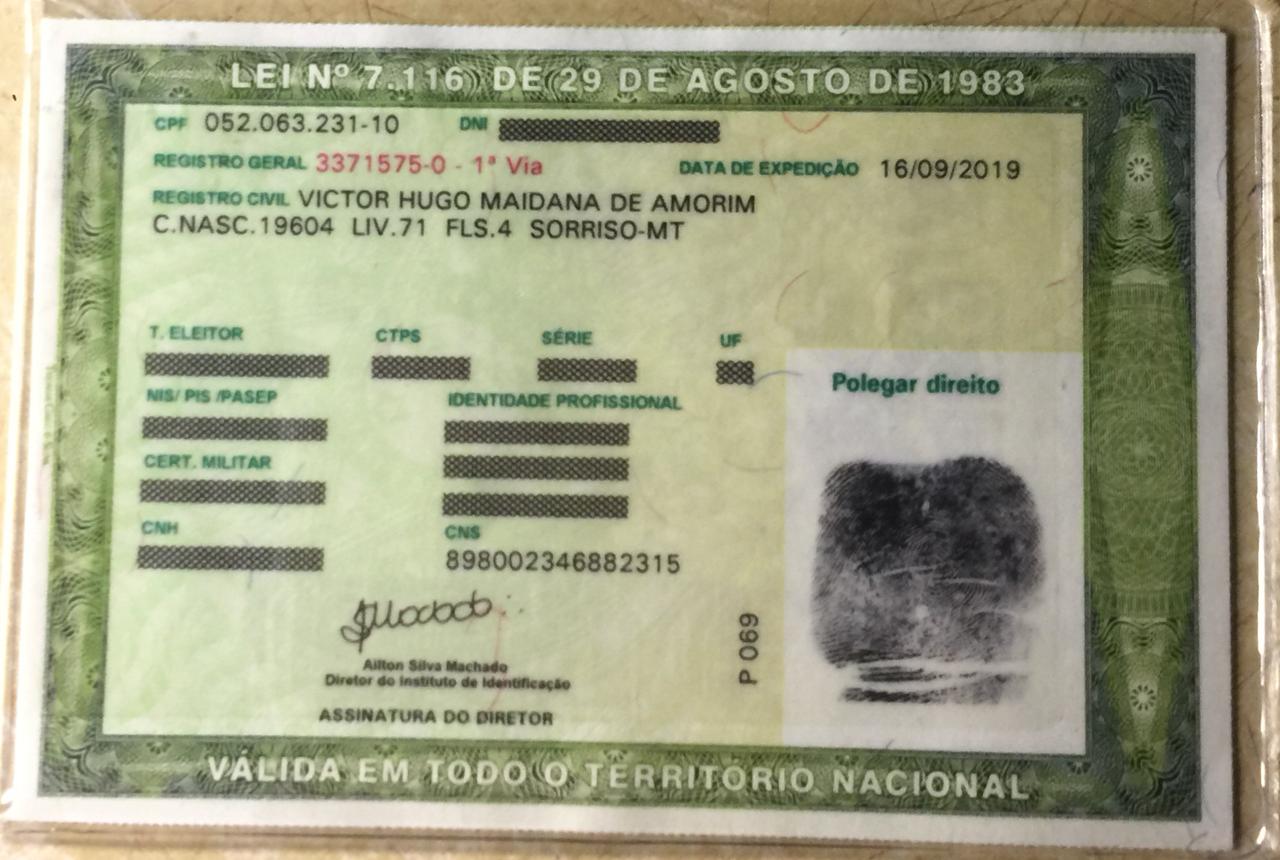 LEI Nº 7.116 DE 29 DE AGOSTO DE 1983
CPF 052.063.231-10 DNI
REGISTRO GERAL 3371575-0 - 1ª Via DATA DE EXPEDIÇÃO 16/09/2019
REGISTRO CIVIL VICTOR HUGO MAIDANA DE AMORIM
C.NASC.19604 LIV.71 FLS.4 SORRISO-MT
T. ELEITOR CTPS SÉRIE UF
Polegar direito
NIS/ PIS /PASEP IDENTIDADE PROFISSIONAL
CERT. MILITAR
CNH CNS
898002346882315
P 069
Ailton Silva Machado
Diretor do Instituto de Identificação
ASSINATURA DO DIRETOR
VÁLIDA EM TODO O TERRITÓRIO NACIONAL